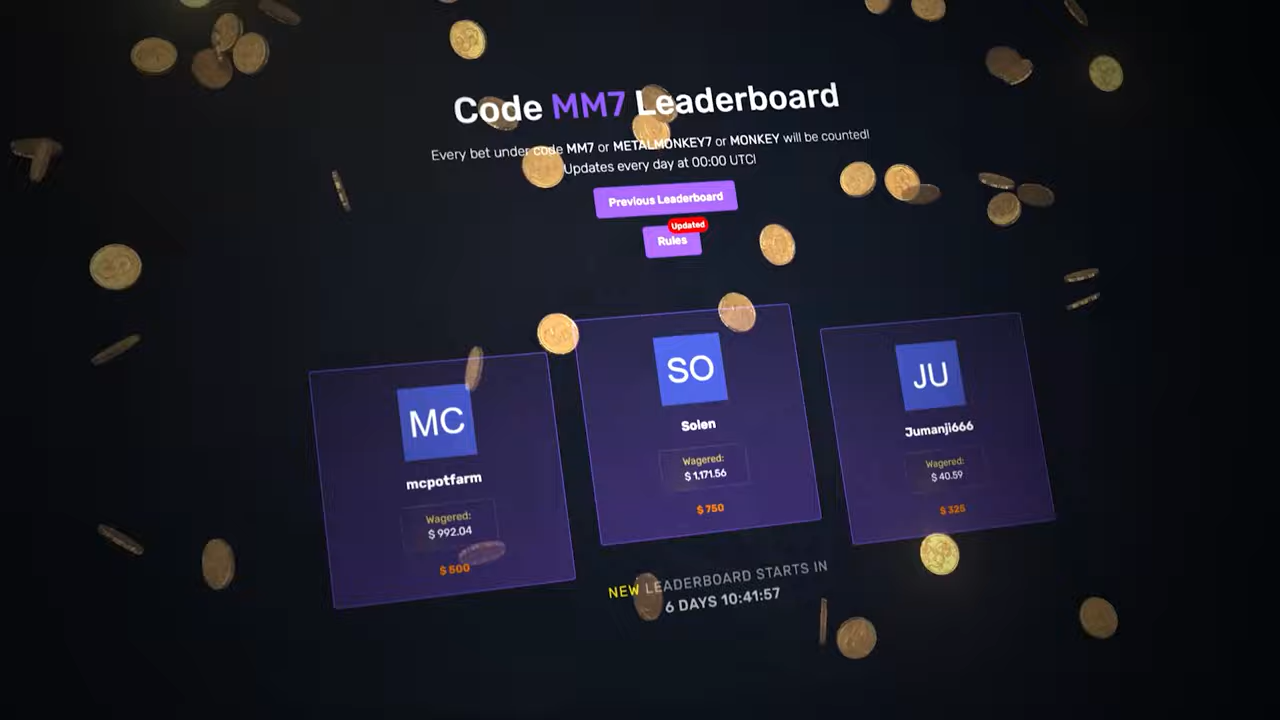 Code MM7 Leaderboard
Every bet under code MM7 or METALMONKEY7 or MONKEY will be counted!
Updates every day at 00:00 UTC!
Previous Leaderboard
Updated
Rules
MC
mcpotfarm
Wagered:
$ 992.04
$ 500
SO
Solen
Wagered:
$ 1,171.56
$ 750
JU
Jumanji666
Wagered:
$ 40.59
$ 325
NEW LEADERBOARD STARTS IN
6 DAYS 10:41:57